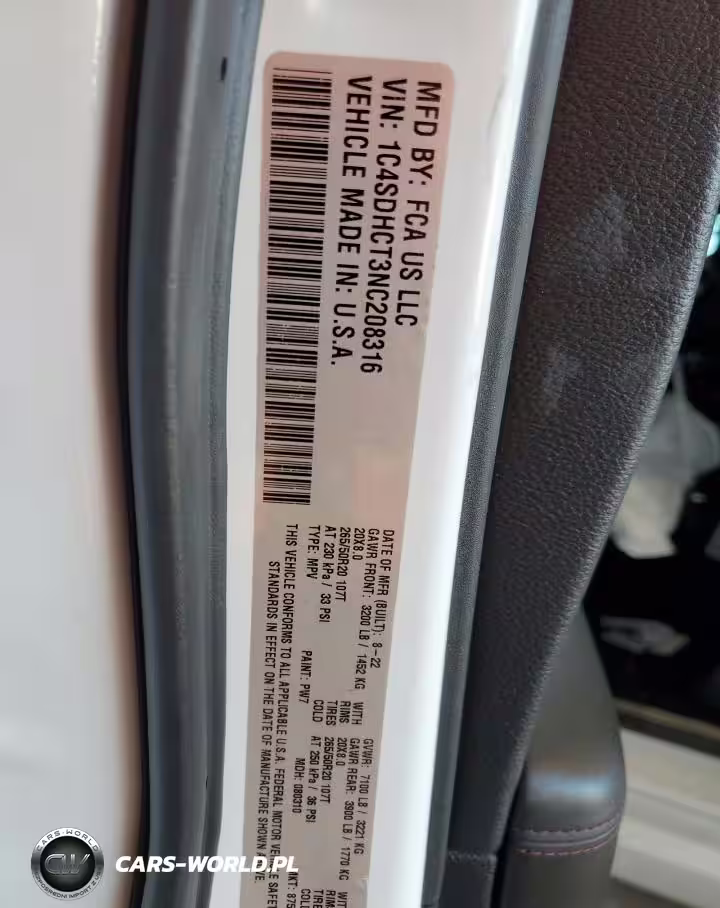 MFD BY: FCA US LLC
VIN: 1C4SDHCT3NC208316
VEHICLE MADE IN: U.S.A.
DATE OF MFR (BUILT): 8-22 GVWR: 7100 LB / 3221 KG
GAWR FRONT: 3200 LB / 1452 KG WITH GAWR REAR: 3900 LB / 1770 KG WITH
20X8.0 RIMS 20X8.0 RIMS
265/50R20 107T TIRES 265/50R20 107T TIRES
AT 230 kPa / 33 PSI COLD AT 250 kPa / 36 PSI COLD
TYPE: MPV PAINT: PW7 MDH: 080310
THIS VEHICLE CONFORMS TO ALL APPLICABLE U.S.A. FEDERAL MOTOR
STANDARDS IN EFFECT ON THE DATE OF MANUFACTURE SHOWN
CARS-WORLD
CW
CARS-WORLD.PL